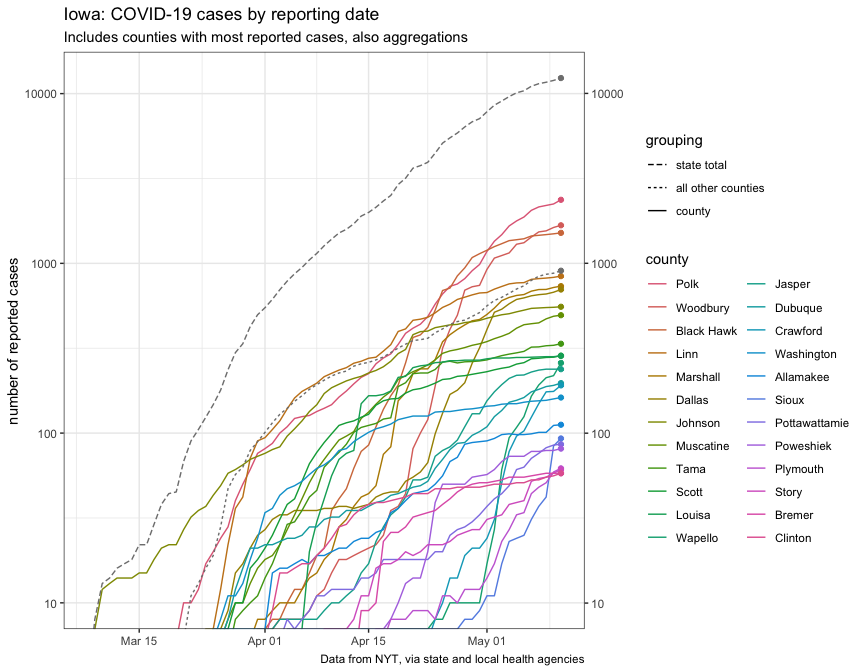 Iowa: COVID-19 cases by reporting date
Includes counties with most reported cases, also aggregations
number of reported cases
10000
1000
100
10
10000
1000
100
10
Mar 15
Apr 01
Apr 15
May 01
Data from NYT, via state and local health agencies
grouping
state total
all other counties
county
county
Polk
Woodbury
Black Hawk
Linn
Marshall
Dallas
Johnson
Muscatine
Tama
Scott
Louisa
Wapello
Jasper
Dubuque
Crawford
Washington
Allamakee
Sioux
Pottawattamie
Poweshiek
Plymouth
Story
Bremer
Clinton